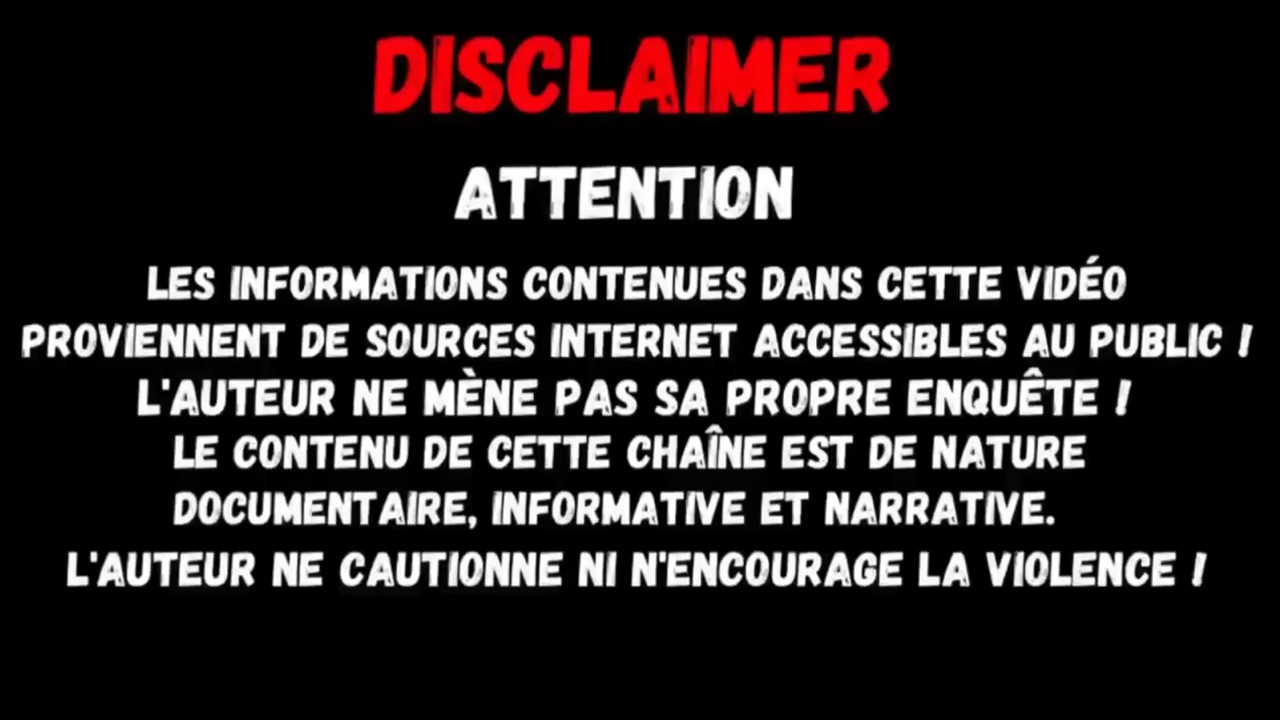 DISCLAIMER
ATTENTION
LES INFORMATIONS CONTENUES DANS CETTE VIDÉO
PROVIENNENT DE SOURCES INTERNET ACCESSIBLES AU PUBLIC !
L'AUTEUR NE MÈNE PAS SA PROPRE ENQUÊTE !
LE CONTENU DE CETTE CHAÎNE EST DE NATURE
DOCUMENTAIRE, INFORMATIVE ET NARRATIVE.
L'AUTEUR NE CAUTIONNE NI N'ENCOURAGE LA VIOLENCE !